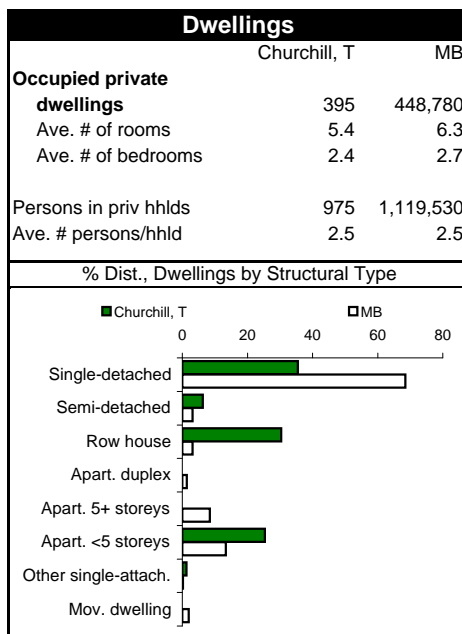 Dwellings
Churchill, T MB
Occupied private
dwellings 395 448,780
Ave. # of rooms 5.4 6.3
Ave. # of bedrooms 2.4 2.7
Persons in priv hhlds 975 1,119,530
Ave. # persons/hhld 2.5 2.5
% Dist., Dwellings by Structural Type
Churchill, T MB
0 20 40 60 80
Single-detached
Semi-detached
Row house
Apart. duplex
Apart. 5+ storeys
Apart. <5 storeys
Other single-attach.
Mov. dwelling